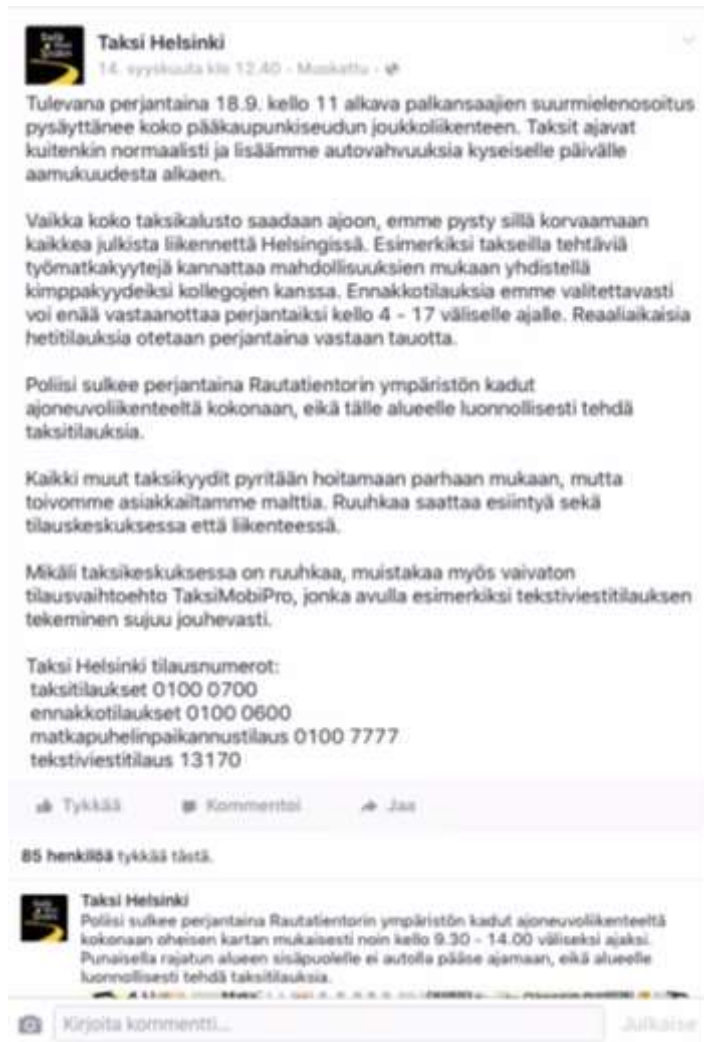 Taksi Helsinki
14. syyskuuta klo 12.40 - Muokattu -
Tulevana perjantaina 18.9. kello 11 alkava palkansaajien suurmielenosoitus
pysäyttänee koko pääkaupunkiseudun joukkoliikenteen. Taksit ajavat
kuitenkin normaalisti ja lisäämme autovahvuuksia kyseiselle päivälle
aamukuudesta alkaen.
Vaikka koko taksikalusto saadaan ajoon, emme pysty sillä korvaamaan
kaikkea julkista liikennettä Helsingissä. Esimerkiksi takseilla tehtäviä
työmatkakyytejä kannattaa mahdollisuuksien mukaan yhdistellä
kimppakyydeiksi kollegojen kanssa. Ennakkotilauksia emme valitettavasti
voi enää vastaanottaa perjantaiksi kello 4 - 17 väliselle ajalle. Reaaliaikaisia
hetitilauksia otetaan perjantaina vastaan tauotta.
Poliisi sulkee perjantaina Rautatientorin ympäristön kadut
ajoneuvoliikenteeltä kokonaan, eikä tälle alueelle luonnollisesti tehdä
taksitilauksia.
Kaikki muut taksikyydit pyritään hoitamaan parhaan mukaan, mutta
toivomme asiakkailtamme malttia. Ruuhkaa saattaa esiintyä sekä
tilauskeskuksessa että liikenteessä.
Mikäli taksikeskuksessa on ruuhkaa, muistakaa myös vaivaton
tilausvaihtoehto TaksiMobiPro, jonka avulla esimerkiksi tekstiviestitilauksen
tekeminen sujuu jouhevasti.
Taksi Helsinki tilausnumerot:
taksitilaukset 0100 0700
ennakkotilaukset 0100 0600
matkapuhelinpaikannustilaus 0100 7777
tekstiviestitilaus 13170
Tykkää Kommentoi Jaa
85 henkilöä tykkää tästä.
Taksi Helsinki
Poliisi sulkee perjantaina Rautatientorin ympäristön kadut ajoneuvoliikenteeltä
kokonaan oheisen kartan mukaisesti noin kello 9.30 - 14.00 väliseksi ajaksi.
Punaisella rajatun alueen sisäpuolelle ei autolla pääse ajamaan, eikä alueelle
luonnollisesti tehdä taksitilauksia.
Kirjoita kommentti... Julkaise